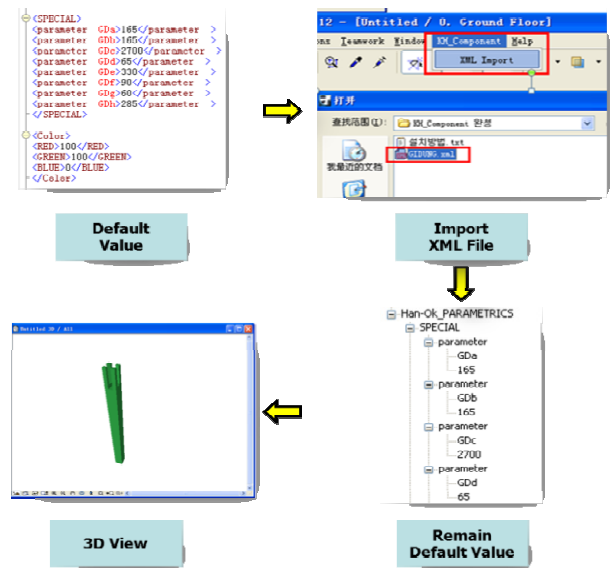 <SPECIAL>
<parameter GDa>165</parameter >
<parameter GDb>165</parameter >
<parameter GDc>2700</parameter >
<parameter GDd>65</parameter >
<parameter GDe>330</parameter >
<parameter GDf>90</parameter >
<parameter GDg>60</parameter >
<parameter GDh>285</parameter >
</SPECIAL>
<Color>
<RED>100</RED>
<GREEN>100</GREEN>
<BLUE>0</BLUE>
</Color>
Default
Value
12 - [Untitled / 0. Ground Floor]
ons Teamwork Window KM_Component Help
XML Import
打开
查找范围(I):
KM_Component 완성
我最近的文档
설치방법.txt
GIDUNG.xml
Import
XML File
Han-Ok_PARAMETRICS
SPECIAL
parameter
GDa
165
parameter
GDb
165
parameter
GDc
2700
parameter
GDd
65
Remain
Default Value
Untitled 3D / All
3D View